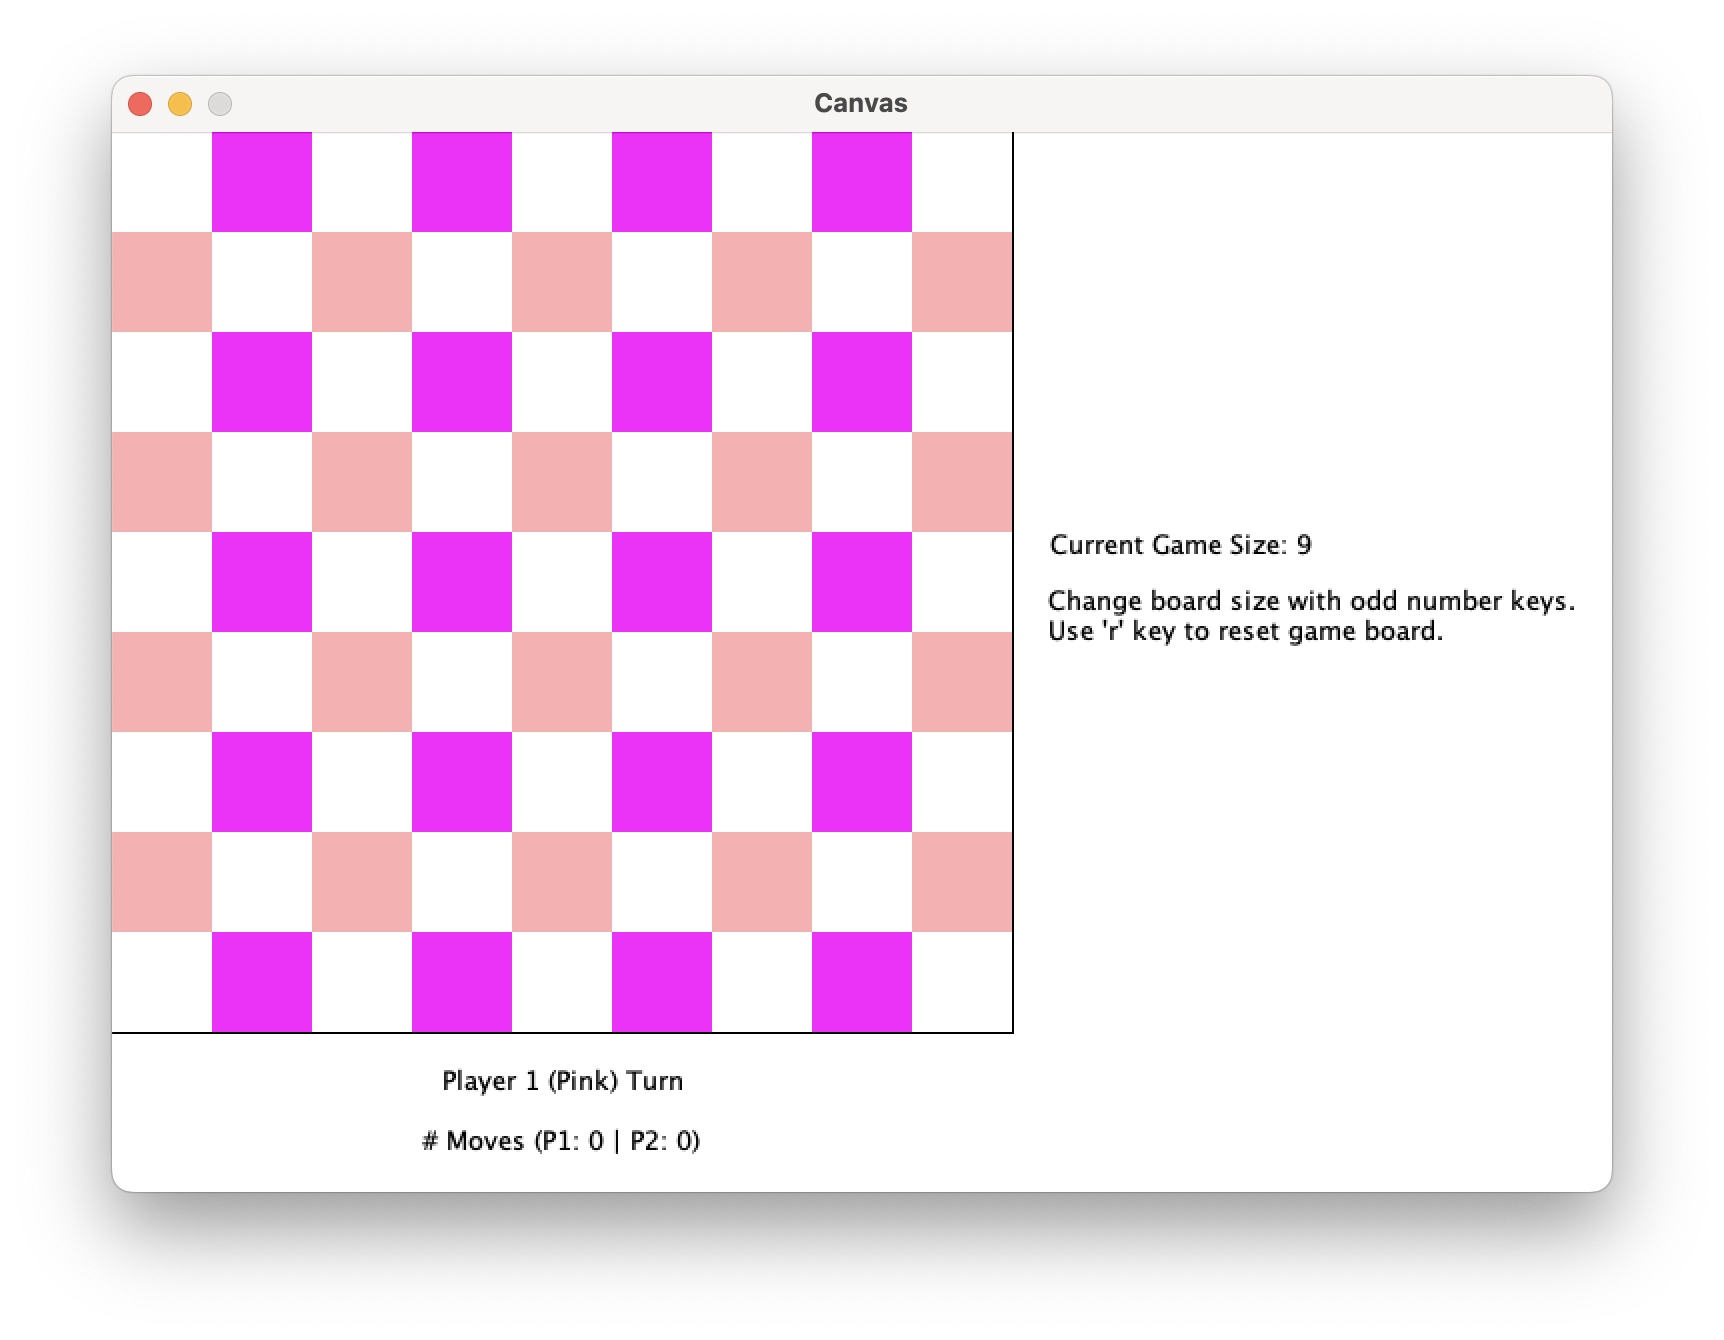 Canvas
Current Game Size: 9
Change board size with odd number keys.
Use 'r' key to reset game board.
Player 1 (Pink) Turn
# Moves (P1: 0 | P2: 0)